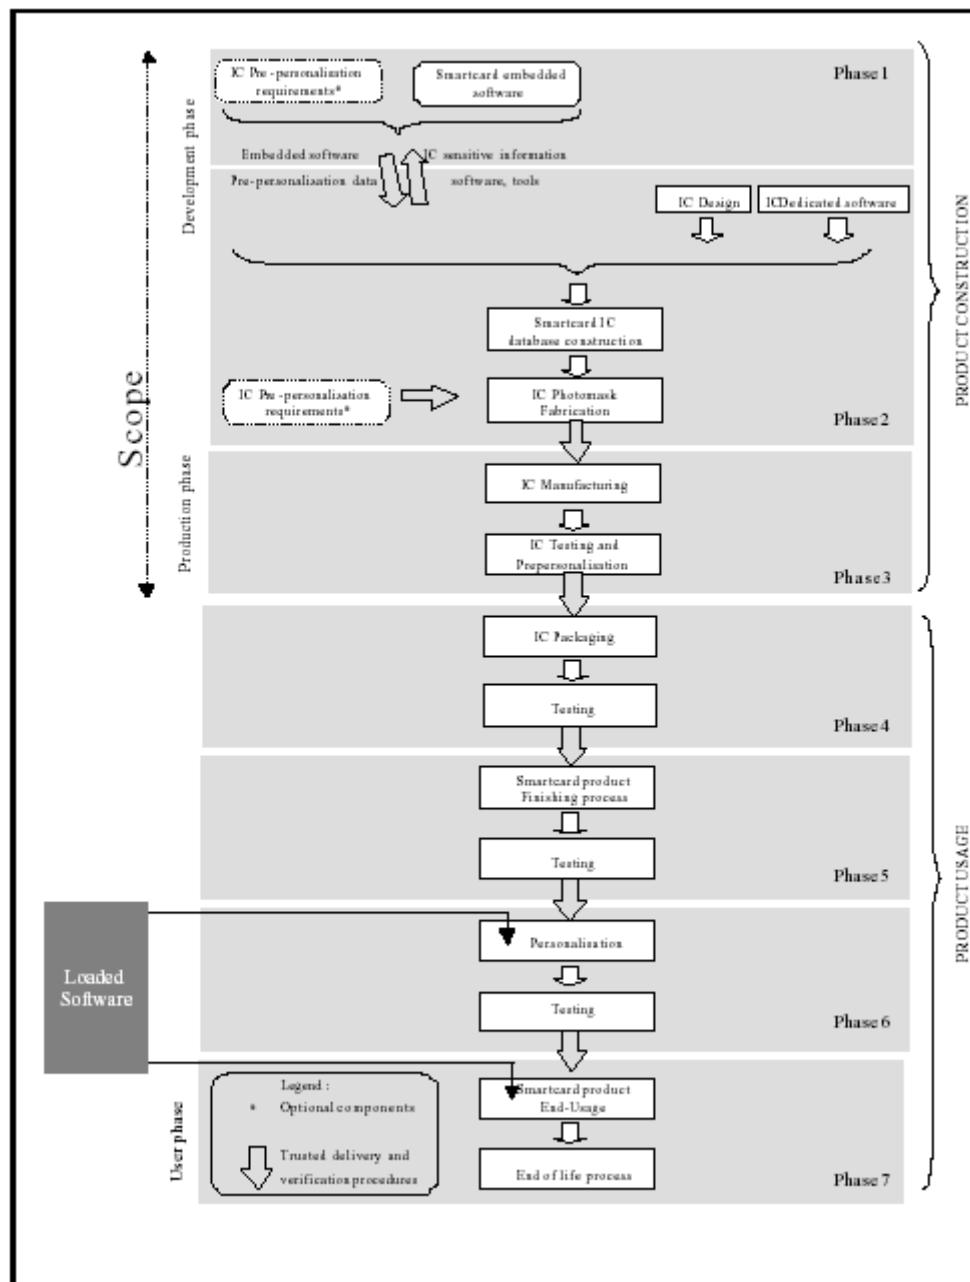 IC Pre-personalisation
requirements*
Smartcard embedded
software
Phase 1
Development phase
Embedded software
IC sensitive information
Pre-personalisation data
software, tools
IC Design
ICDedicated software
PRODUCT CONSTRUCTION
Smartcard IC
database construction
Scope
IC Pre-personalisation
requirements*
IC Photomask
Fabrication
Phase 2
Production phase
IC Manufacturing
IC Testing and
Prepersonalisation
Phase 3
IC Packaging
Testing
Phase 4
Smartcard product
Finishing process
Testing
Phase 5
PRODUCT USAGE
Loaded
Software
Personalisation
Testing
Phase 6
User phase
Legend :
* Optional components
Trusted delivery and
verification procedures
Smartcard product
End-Usage
End of life process
Phase 7